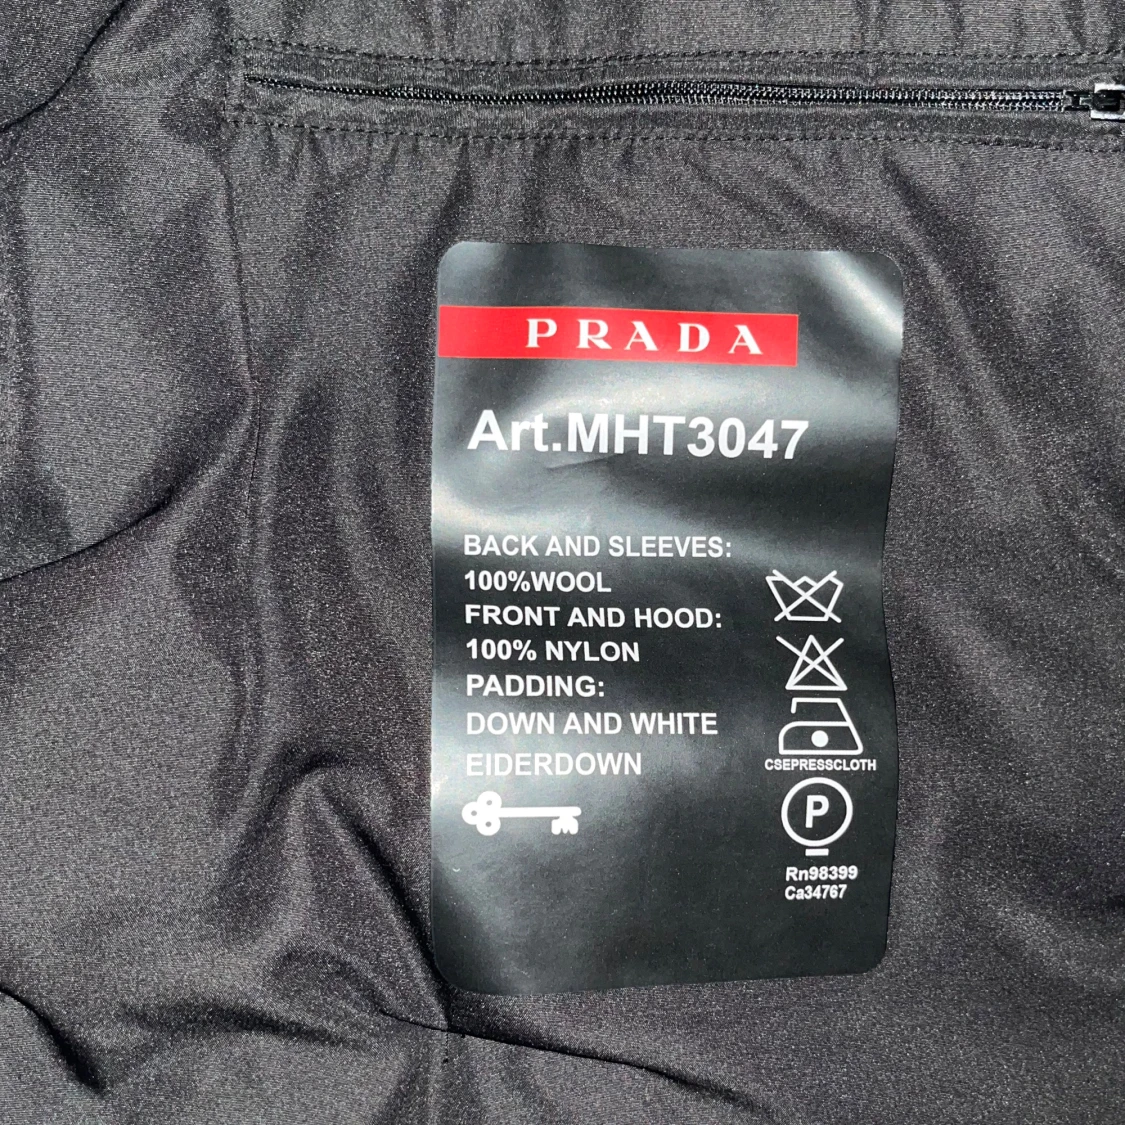 PRADA
Art.MHT3047
BACK AND SLEEVES:
100%WOOL
FRONT AND HOOD:
100% NYLON
PADDING:
DOWN AND WHITE
EIDERDOWN
CSEPRESSCLOTH
P
Rn98399
Ca34767